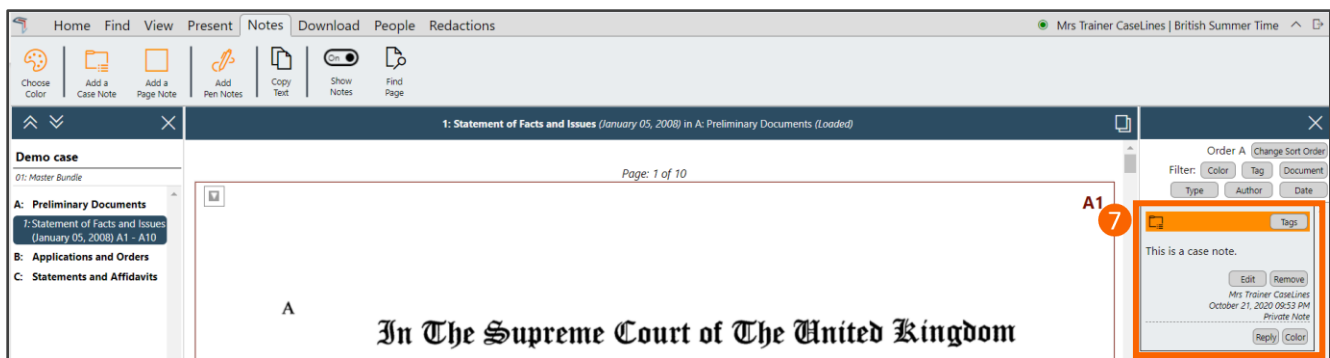 Home Find View Present Notes Download People Redactions
Mrs Trainer CaseLines | British Summer Time
Choose Color
Add a Case Note
Add a Page Note
Add Pen Notes
Copy Text
On
Show Notes
Find Page
1: Statement of Facts and Issues (January 05, 2008) in A: Preliminary Documents (Loaded)
Demo case
01: Master Bundle
A: Preliminary Documents
1: Statement of Facts and Issues
(January 05, 2008) A1 - A10
B: Applications and Orders
C: Statements and Affidavits
Page: 1 of 10
A1
A
In The Supreme Court of The United Kingdom
Order A Change Sort Order
Filter: Color Tag Document
Type Author Date
7
Tags
This is a case note.
Edit Remove
Mrs Trainer CaseLines
October 21, 2020 09:53 PM
Private Note
Reply Color